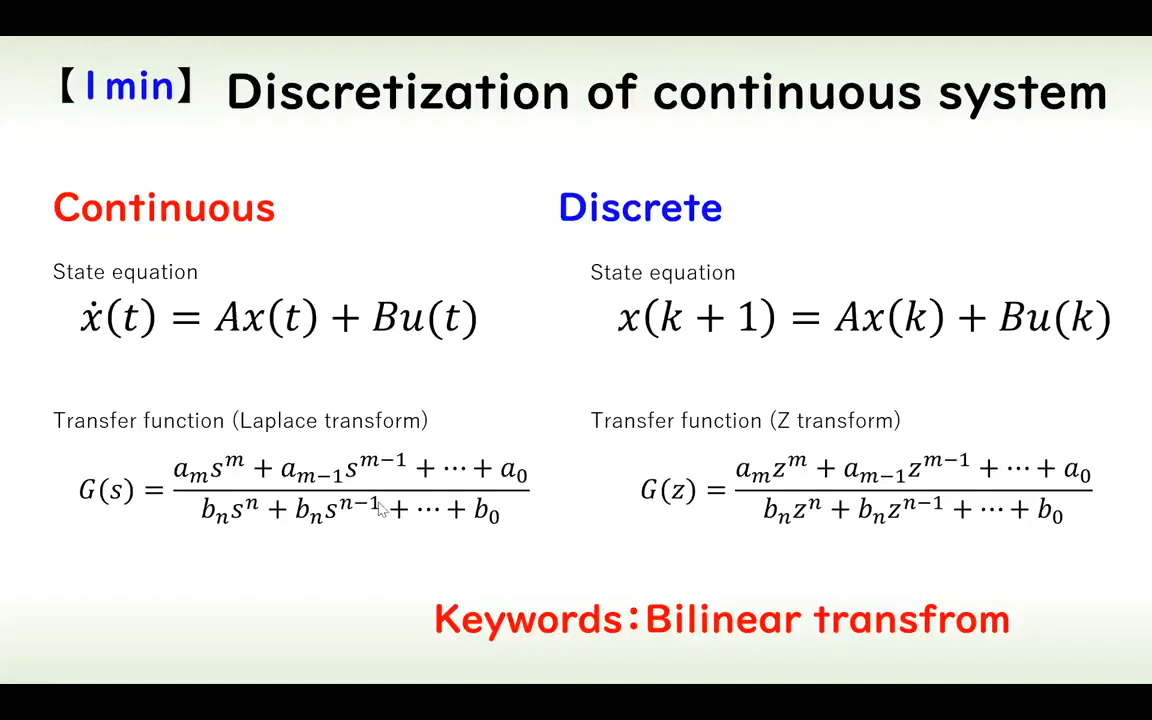 【1min】 Discretization of continuous system
Continuous
State equation
ẋ(t) = Ax(t) + Bu(t)
Transfer function (Laplace transform)
G(s) = \frac{a_m s^m + a_{m-1} s^{m-1} + ⋯ + a_0}{b_n s^n + b_n s^{n-1} + ⋯ + b_0}
Discrete
State equation
x(k + 1) = Ax(k) + Bu(k)
Transfer function (Z transform)
G(z) = \frac{a_m z^m + a_{m-1} z^{m-1} + ⋯ + a_0}{b_n z^n + b_n z^{n-1} + ⋯ + b_0}
Keywords：Bilinear transfrom